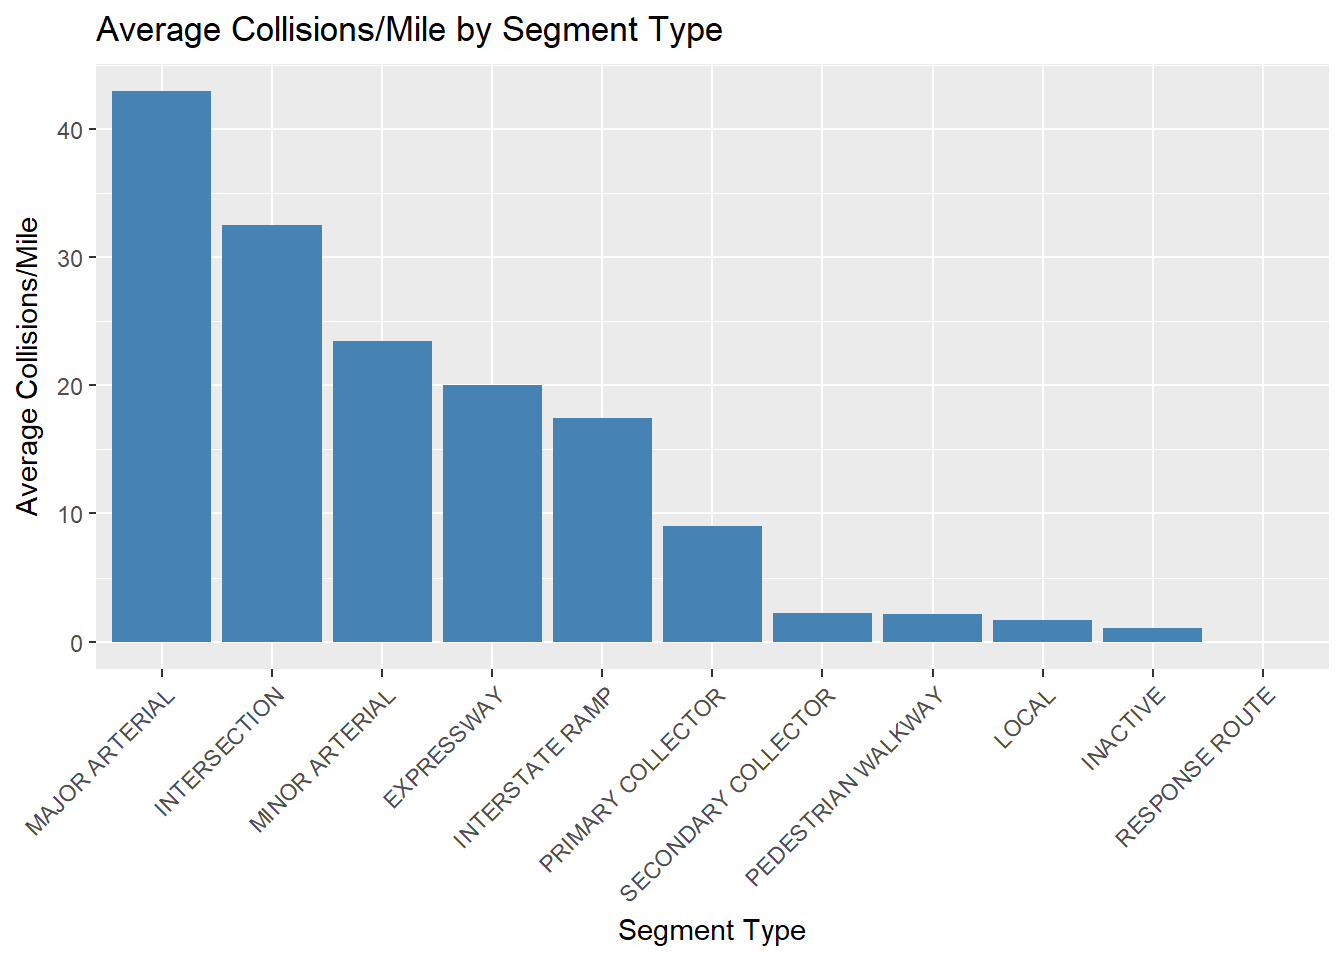 Average Collisions/Mile by Segment Type
Average Collisions/Mile
40
30
20
10
0
MAJOR ARTERIAL
INTERSECTION
MINOR ARTERIAL
EXPRESSWAY
INTERSTATE RAMP
PRIMARY COLLECTOR
SECONDARY COLLECTOR
PEDESTRIAN WALKWAY
LOCAL
INACTIVE
RESPONSE ROUTE
Segment Type